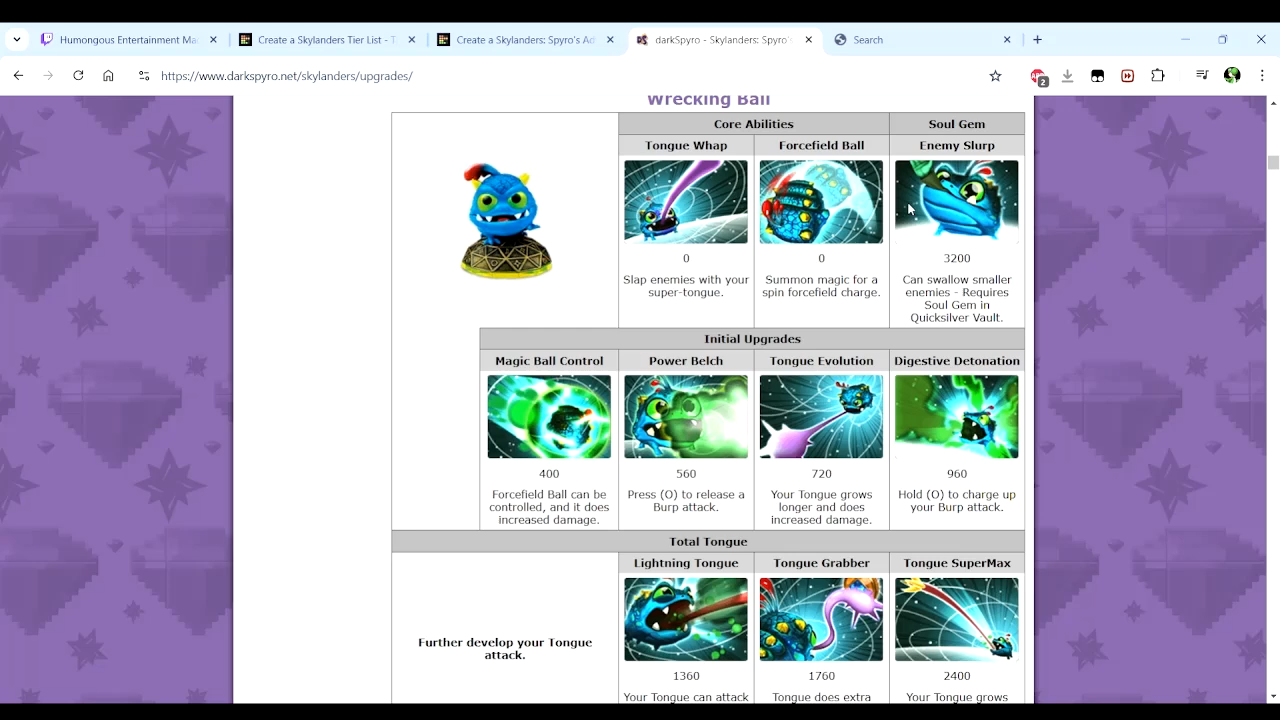 Humongous Entertainment Ma
Create a Skylanders Tier List - T
Create a Skylanders: Spyro's Ad
darkSpyro - Skylanders: Spyro's
Search
https://www.darkspyro.net/skylanders/upgrades/
2
Wrecking Ball
Core Abilities
Soul Gem
Tongue Whap
Forcefield Ball
Enemy Slurp
0
0
3200
Slap enemies with your
super-tongue.
Summon magic for a
spin forcefield charge.
Can swallow smaller
enemies - Requires
Soul Gem in
Quicksilver Vault.
Initial Upgrades
Magic Ball Control
Power Belch
Tongue Evolution
Digestive Detonation
400
560
720
960
Forcefield Ball can be
controlled, and it does
increased damage.
Press (O) to release a
Burp attack.
Your Tongue grows
longer and does
increased damage.
Hold (O) to charge up
your Burp attack.
Total Tongue
Lightning Tongue
Tongue Grabber
Tongue SuperMax
Further develop your Tongue
attack.
1360
1760
2400
Your Tongue can attack
Tongue does extra
Your Tongue grows